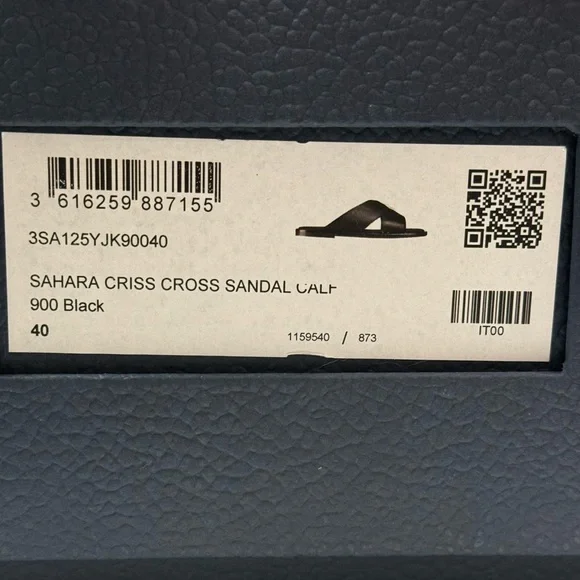 3 616259 887155
3SA125YJK90040
SAHARA CRISS CROSS SANDAL CALF
900 Black
40
1159540 / 873
IT00